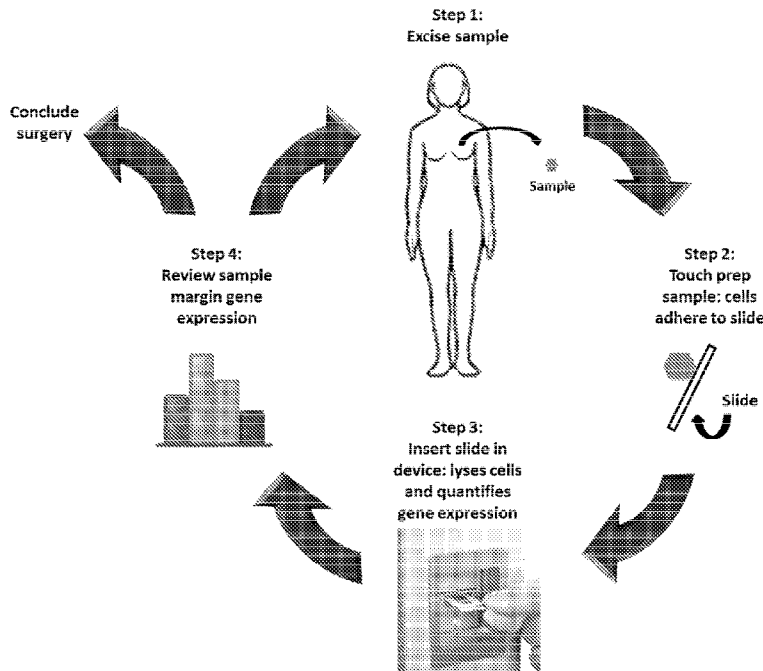 Step 1:
Excise sample
Conclude
surgery
Sample
Step 2:
Touch prep
sample: cells
adhere to slide
Slide
Step 3:
Insert slide in
device: lyses cells
and quantifies
gene expression
Step 4:
Review sample
margin gene
expression